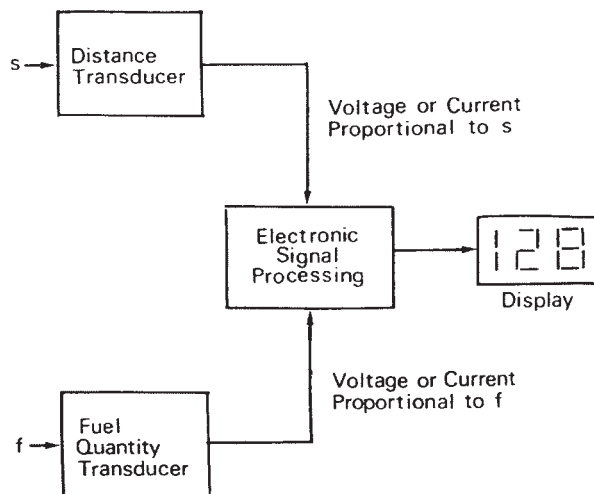 s
Distance
Transducer
Voltage or Current
Proportional to s
Electronic
Signal
Processing
128
Display
Voltage or Current
Proportional to f
f
Fuel
Quantity
Transducer